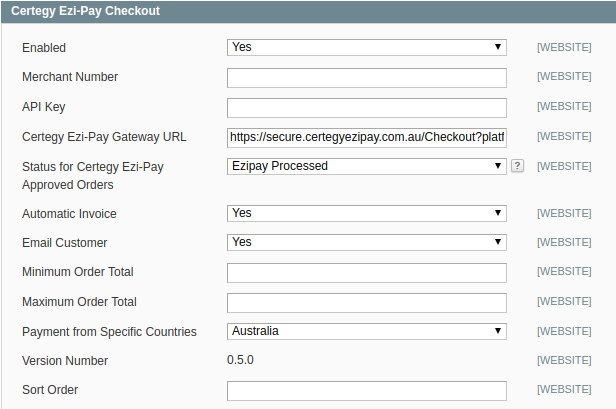 Certegy Ezi-Pay Checkout
Enabled Yes [WEBSITE]
Merchant Number [WEBSITE]
API Key [WEBSITE]
Certegy Ezi-Pay Gateway URL https://secure.certegyezipay.com.au/Checkout?platf [WEBSITE]
Status for Certegy Ezi-Pay Ezipay Processed ? [WEBSITE]
Approved Orders
Automatic Invoice Yes [WEBSITE]
Email Customer Yes [WEBSITE]
Minimum Order Total [WEBSITE]
Maximum Order Total [WEBSITE]
Payment from Specific Countries Australia [WEBSITE]
Version Number 0.5.0 [WEBSITE]
Sort Order [WEBSITE]